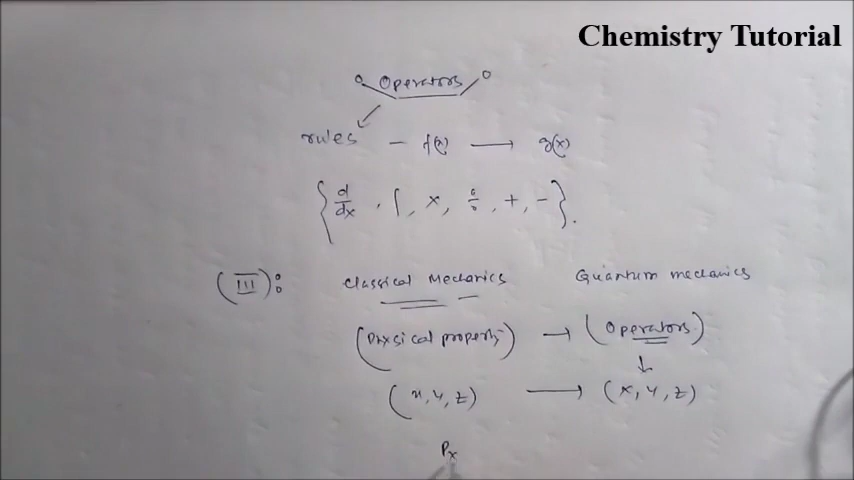 Chemistry Tutorial
Operators
rules - f(x) ⟶ g(x)
{ d/dx, ∫, ×, ÷, +, - }.
(III):
Classical Mechanics
Quantum mechanics
(Physical property) → (Operators)
(x, y, z) ⟶ (x, y, z)
Px